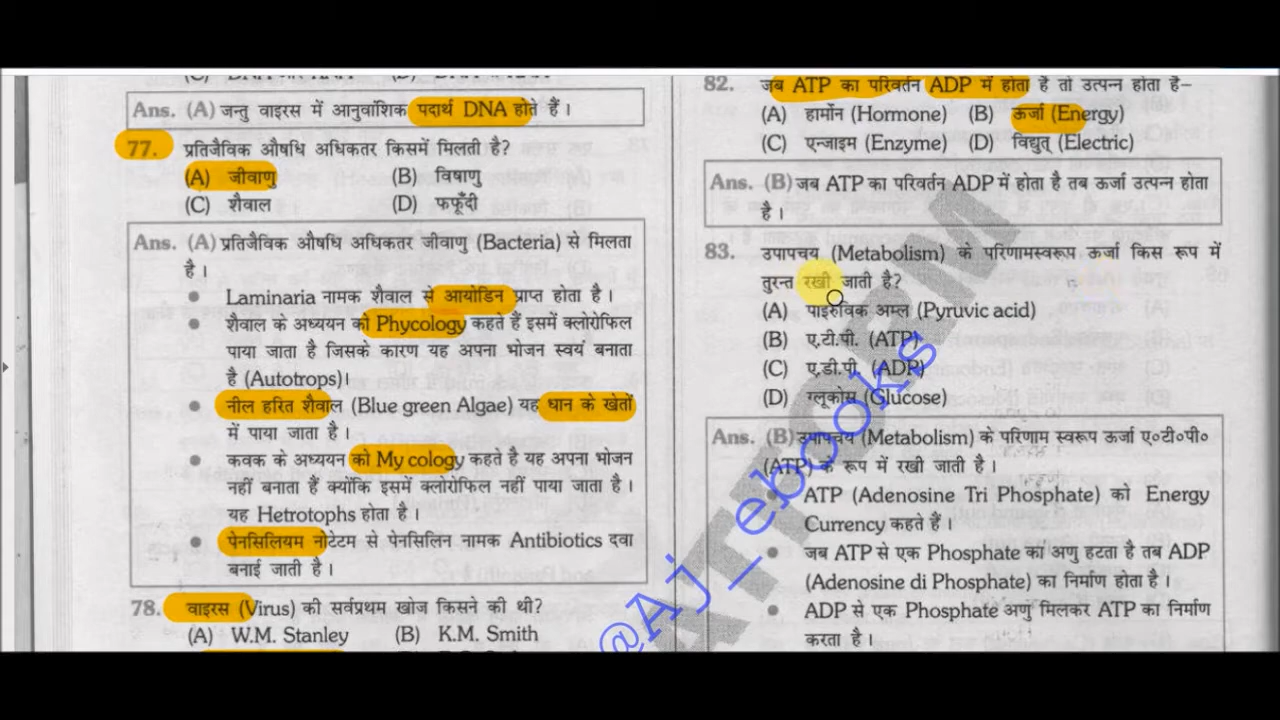 Ans. (A) जन्तु वाइरस में आनुवांशिक पदार्थ DNA होते हैं।
77. प्रतिजैविक औषधि अधिकतर किसमें मिलती है?
(A) जीवाणु (B) विषाणु
(C) शैवाल (D) फफूँदी
Ans. (A) प्रतिजैविक औषधि अधिकतर जीवाणु (Bacteria) से मिलता
है।
● Laminaria नामक शैवाल से आयोडिन प्राप्त होता है।
● शैवाल के अध्ययन को Phycology कहते हैं इसमें क्लोरोफिल
पाया जाता है जिसके कारण यह अपना भोजन स्वयं बनाता
है (Autotrops)।
● नील हरित शैवाल (Blue green Algae) यह धान के खेतों
में पाया जाता है।
● कवक के अध्ययन को My cology कहते है यह अपना भोजन
नहीं बनाता हैं क्योंकि इसमें क्लोरोफिल नहीं पाया जाता है।
यह Hetrotophs होता है।
● पेनसिलियम नोटेटम से पेनसिलिन नामक Antibiotics दवा
बनाई जाती है।
78. वाइरस (Virus) की सर्वप्रथम खोज किसने की थी?
(A) W.M. Stanley (B) K.M. Smith
82. जब ATP का परिवर्तन ADP में होता है तो उत्पन्न होता है–
(A) हार्मोन (Hormone) (B) ऊर्जा (Energy)
(C) एन्जाइम (Enzyme) (D) विद्युत् (Electric)
Ans. (B) जब ATP का परिवर्तन ADP में होता है तब ऊर्जा उत्पन्न होता
है।
83. उपापचय (Metabolism) के परिणामस्वरूप ऊर्जा किस रूप में
तुरन्त रखी जाती है?
(A) पाइरुविक अम्ल (Pyruvic acid)
(B) ए.टी.पी. (ATP)
(C) ए.डी.पी. (ADP)
(D) ग्लूकोस (Glucose)
Ans. (B) उपापचय (Metabolism) के परिणाम स्वरूप ऊर्जा ए०टी०पी०
(ATP) के रूप में रखी जाती है।
● ATP (Adenosine Tri Phosphate) को Energy
Currency कहते हैं।
● जब ATP से एक Phosphate का अणु हटता है तब ADP
(Adenosine di Phosphate) का निर्माण होता है।
● ADP से एक Phosphate अणु मिलकर ATP का निर्माण
करता है।
@Aj_ebooks